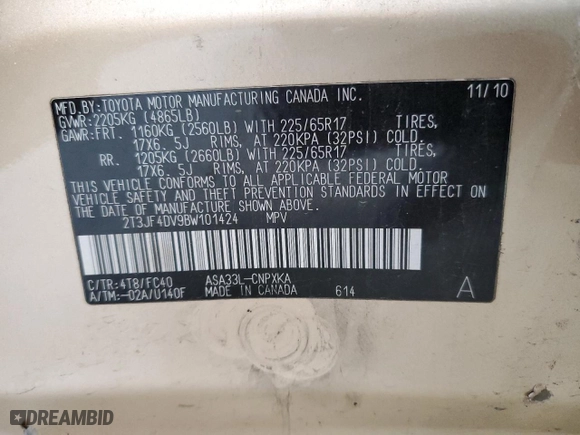 MFD.BY:TOYOTA MOTOR MANUFACTURING CANADA INC. 11/10
GVWR:2205KG (4865LB)
GAWR:FRT. 1160KG (2560LB) WITH 225/65R17 TIRES,
17X6. 5J RIMS, AT 220KPA (32PSI) COLD.
RR. 1205KG (2660LB) WITH 225/65R17 TIRES,
17X6. 5J RIMS, AT 220KPA (32PSI) COLD.
THIS VEHICLE CONFORMS TO ALL APPLICABLE FEDERAL MOTOR
VEHICLE SAFETY AND THEFT PREVENTION STANDARDS IN EFFECT ON
THE DATE OF MANUFACTURE SHOWN ABOVE.
2T3JF4DV9BW101424 MPV
C/TR:4T8/FC40 ASA33L-CNPXKA
A/TM:-02A/U140F MADE IN CANADA 614 A
DREAMBID